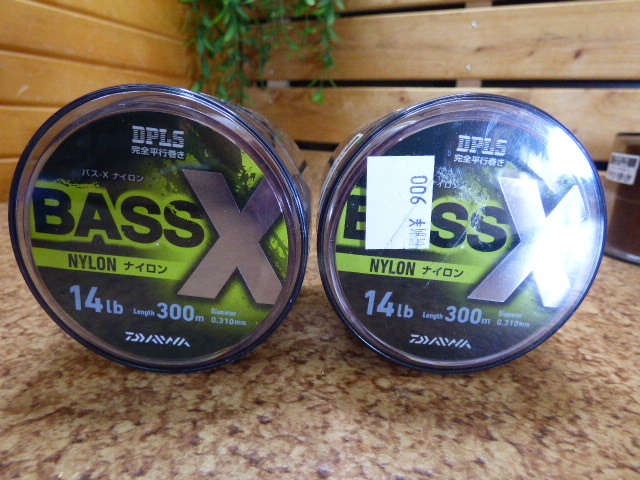 DPLS
完全平行巻き
バス-X ナイロン
BASS X
NYLON ナイロン
14lb Length 300m Diameter 0.310mm
DAIWA
DPLS
完全平行巻き
イロン
900
BASS X
NYLON ナイロン
14lb Length 300m Diameter 0.310mm
DAIWA